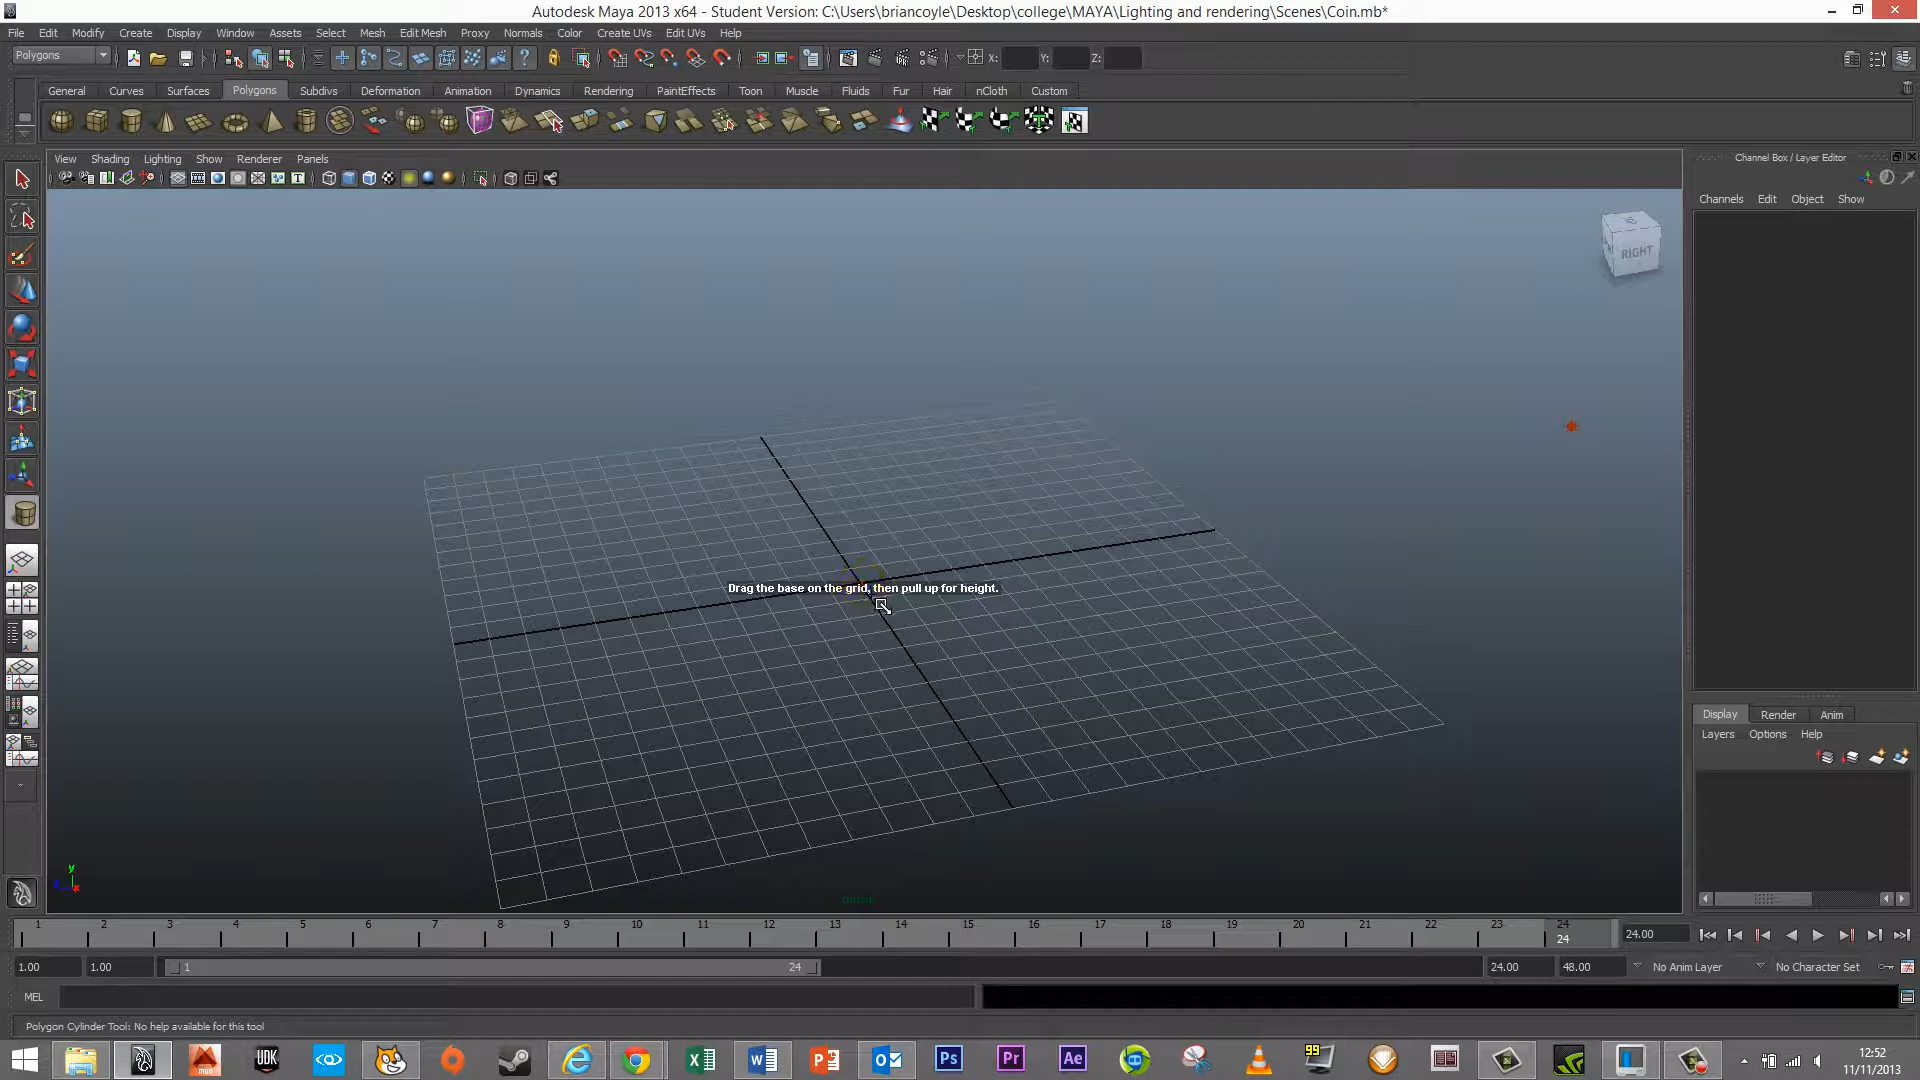 Autodesk Maya 2013 x64 - Student Version: C:\Users\briancoyle\Desktop\college\MAYA\Lighting and rendering\Scenes\Coin.mb*
File Edit Modify Create Display Window Assets Select Mesh Edit Mesh Proxy Normals Color Create UVs Edit UVs Help
Polygons X: Y: Z:
General Curves Surfaces Polygons Subdivs Deformation Animation Dynamics Rendering PaintEffects Toon Muscle Fluids Fur Hair nCloth Custom
View Shading Lighting Show Renderer Panels
Channel Box / Layer Editor
Channels Edit Object Show
RIGHT
Drag the base on the grid, then pull up for height.
Display Render Anim
Layers Options Help
y
x
1 2 3 4 5 6 7 8 9 10 11 12 13 14 15 16 17 18 19 20 21 22 23 24
24
24.00
1.00 1.00 1 24 24.00 48.00 No Anim Layer No Character Set
MEL
Polygon Cylinder Tool: No help available for this tool
UDK Ps Pr Ae 99
12:52
11/11/2013